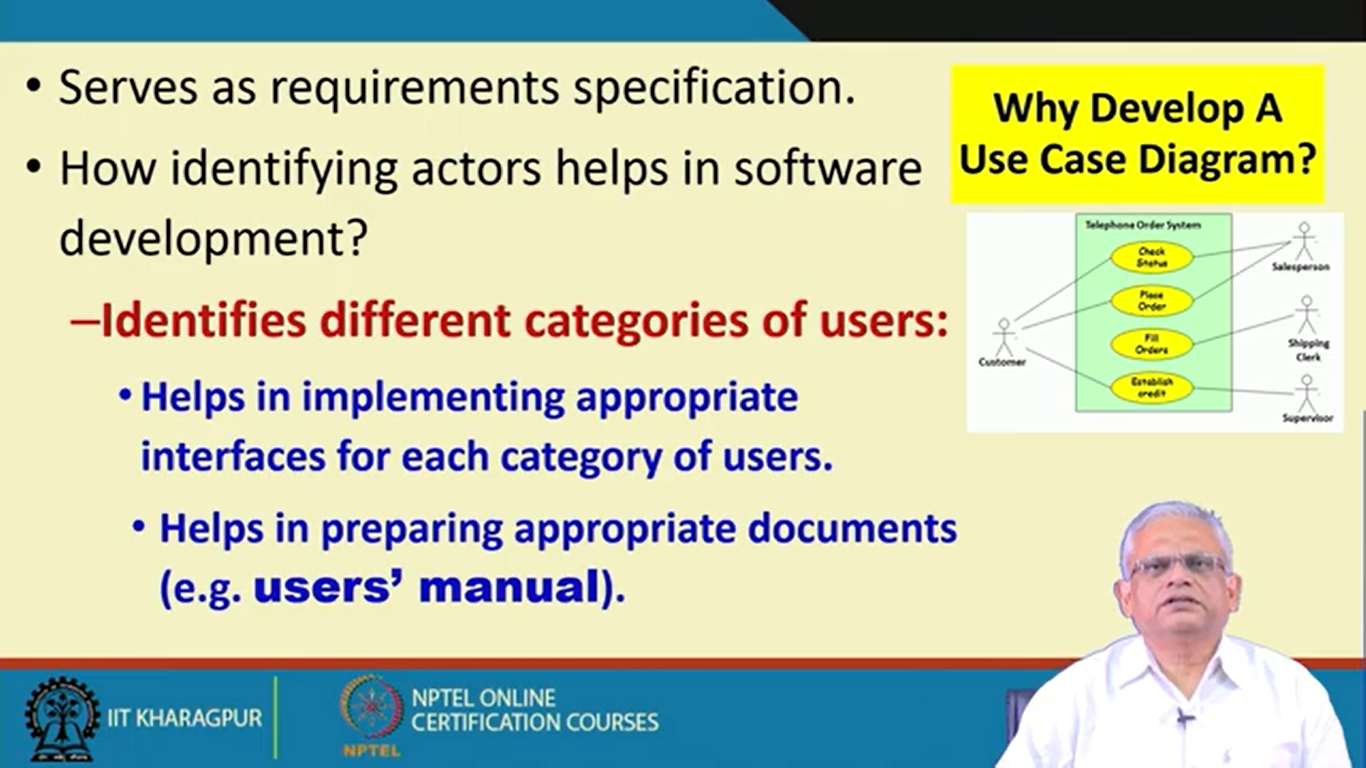 • Serves as requirements specification.
• How identifying actors helps in software
development?
–Identifies different categories of users:
• Helps in implementing appropriate
interfaces for each category of users.
• Helps in preparing appropriate documents
(e.g. users’ manual).
Why Develop A
Use Case Diagram?
Telephone Order System
Check
Status
Place
Order
Fill
Orders
Establish
credit
Customer
Salesperson
Shipping
Clerk
Supervisor
IIT KHARAGPUR
NPTEL
NPTEL ONLINE
CERTIFICATION COURSES